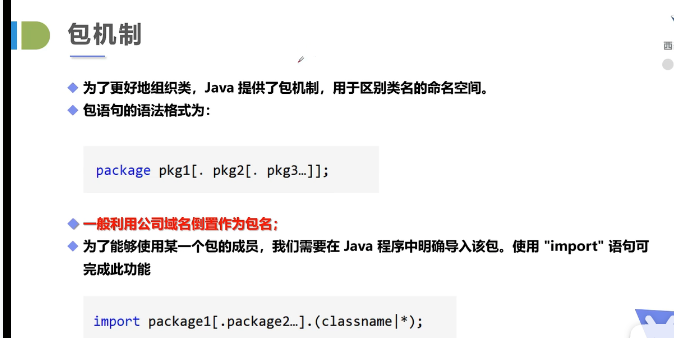 包机制
为了更好地组织类，Java 提供了包机制，用于区别类名的命名空间。
包语句的语法格式为：
package pkg1[. pkg2[. pkg3…]];
一般利用公司域名倒置作为包名；
为了能够使用某一个包的成员，我们需要在 Java 程序中明确导入该包。使用 "import" 语句可
完成此功能
import package1[.package2…].(classname|*);
西